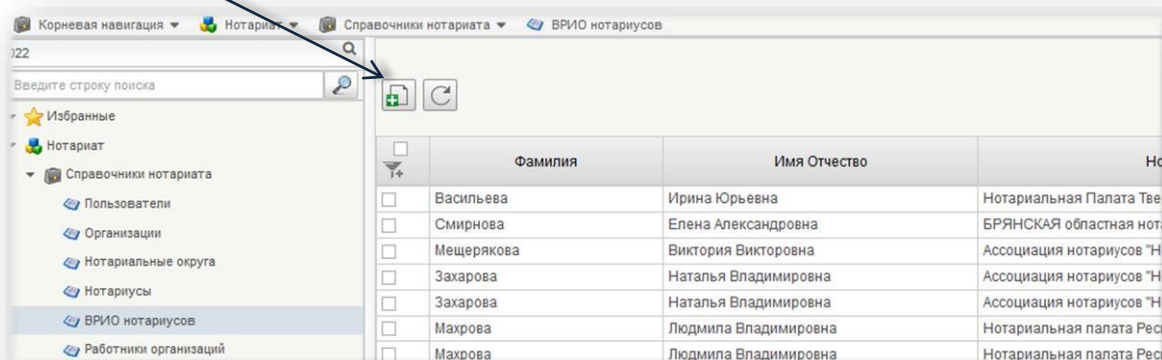 Корневая навигация Нотариат Справочники нотариата ВРИО нотариусов
022
Введите строку поиска
Избранные
Нотариат
Справочники нотариата
Пользователи
Организации
Нотариальные округа
Нотариусы
ВРИО нотариусов
Работники организаций
Фамилия Имя Отчество
Васильева Ирина Юрьевна Нотариальная Палата
Смирнова Елена Александровна БРЯНСКАЯ областная
Мещерякова Виктория Викторовна Ассоциация нотариусов
Захарова Наталья Владимировна Ассоциация нотариусов
Захарова Наталья Владимировна Ассоциация нотариусов
Махрова Людмила Владимировна Нотариальная палата
Махрова Людмила Владимировна Нотариальная палата